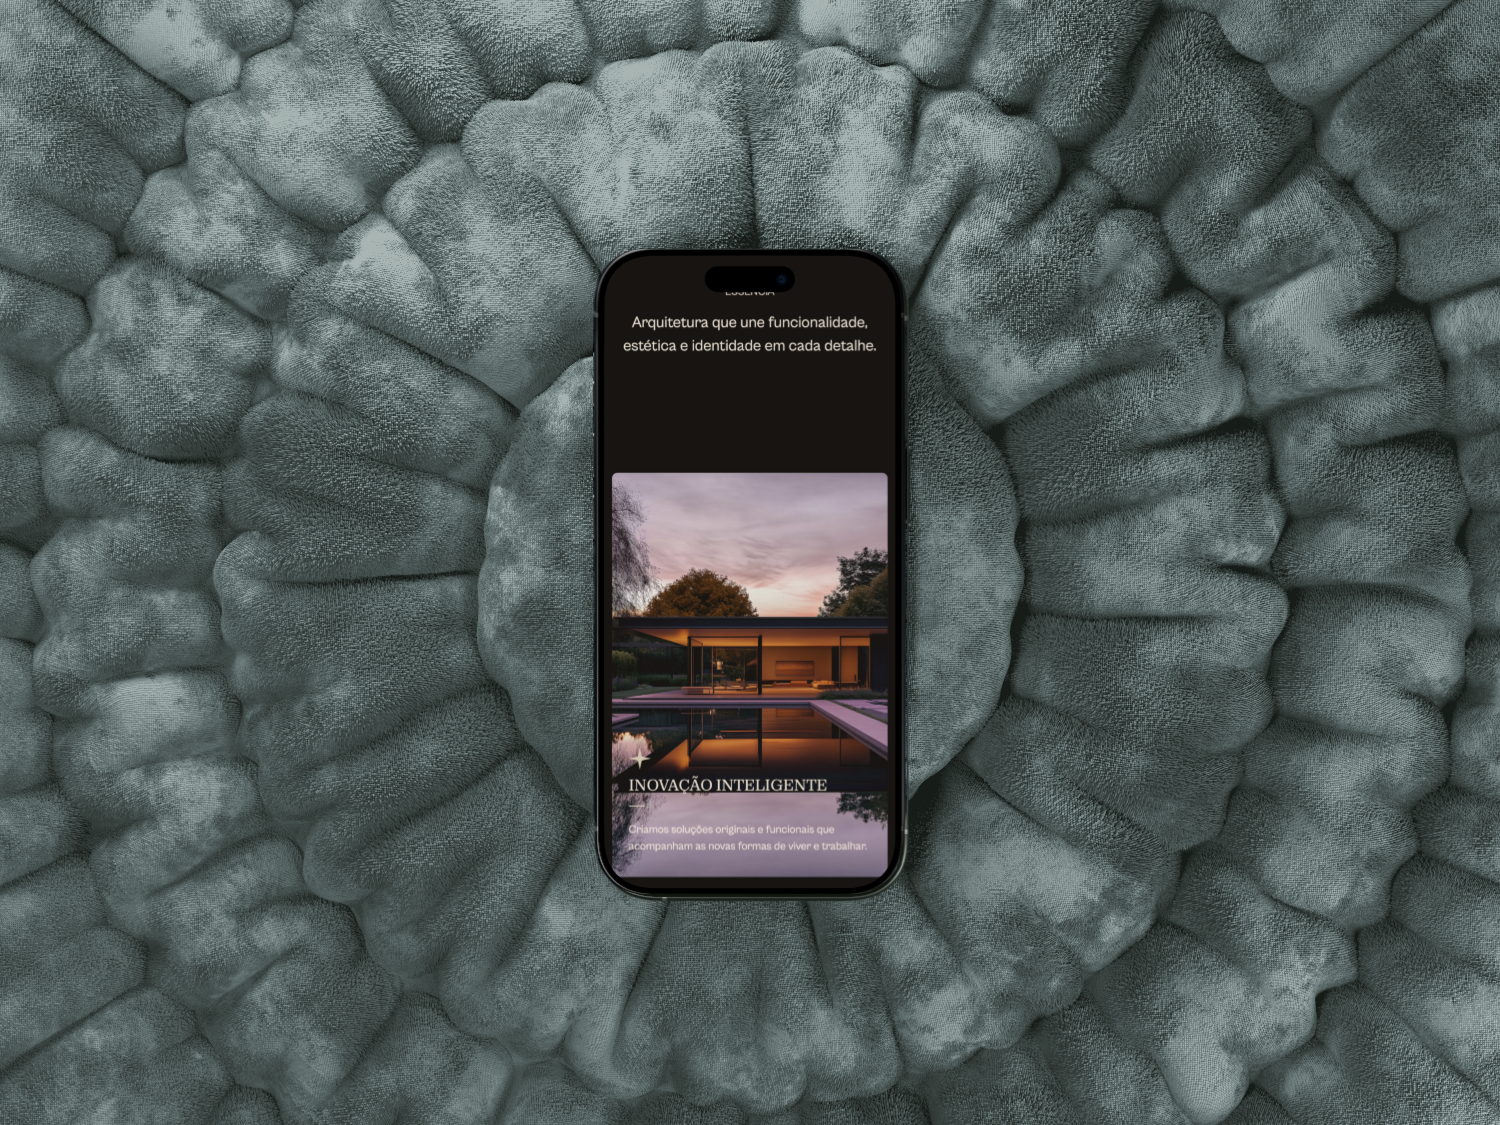 ESSÊNCIA
Arquitetura que une funcionalidade,
estética e identidade em cada detalhe.
INOVAÇÃO INTELIGENTE
Criamos soluções originais e funcionais que
acompanham as novas formas de viver e trabalhar.